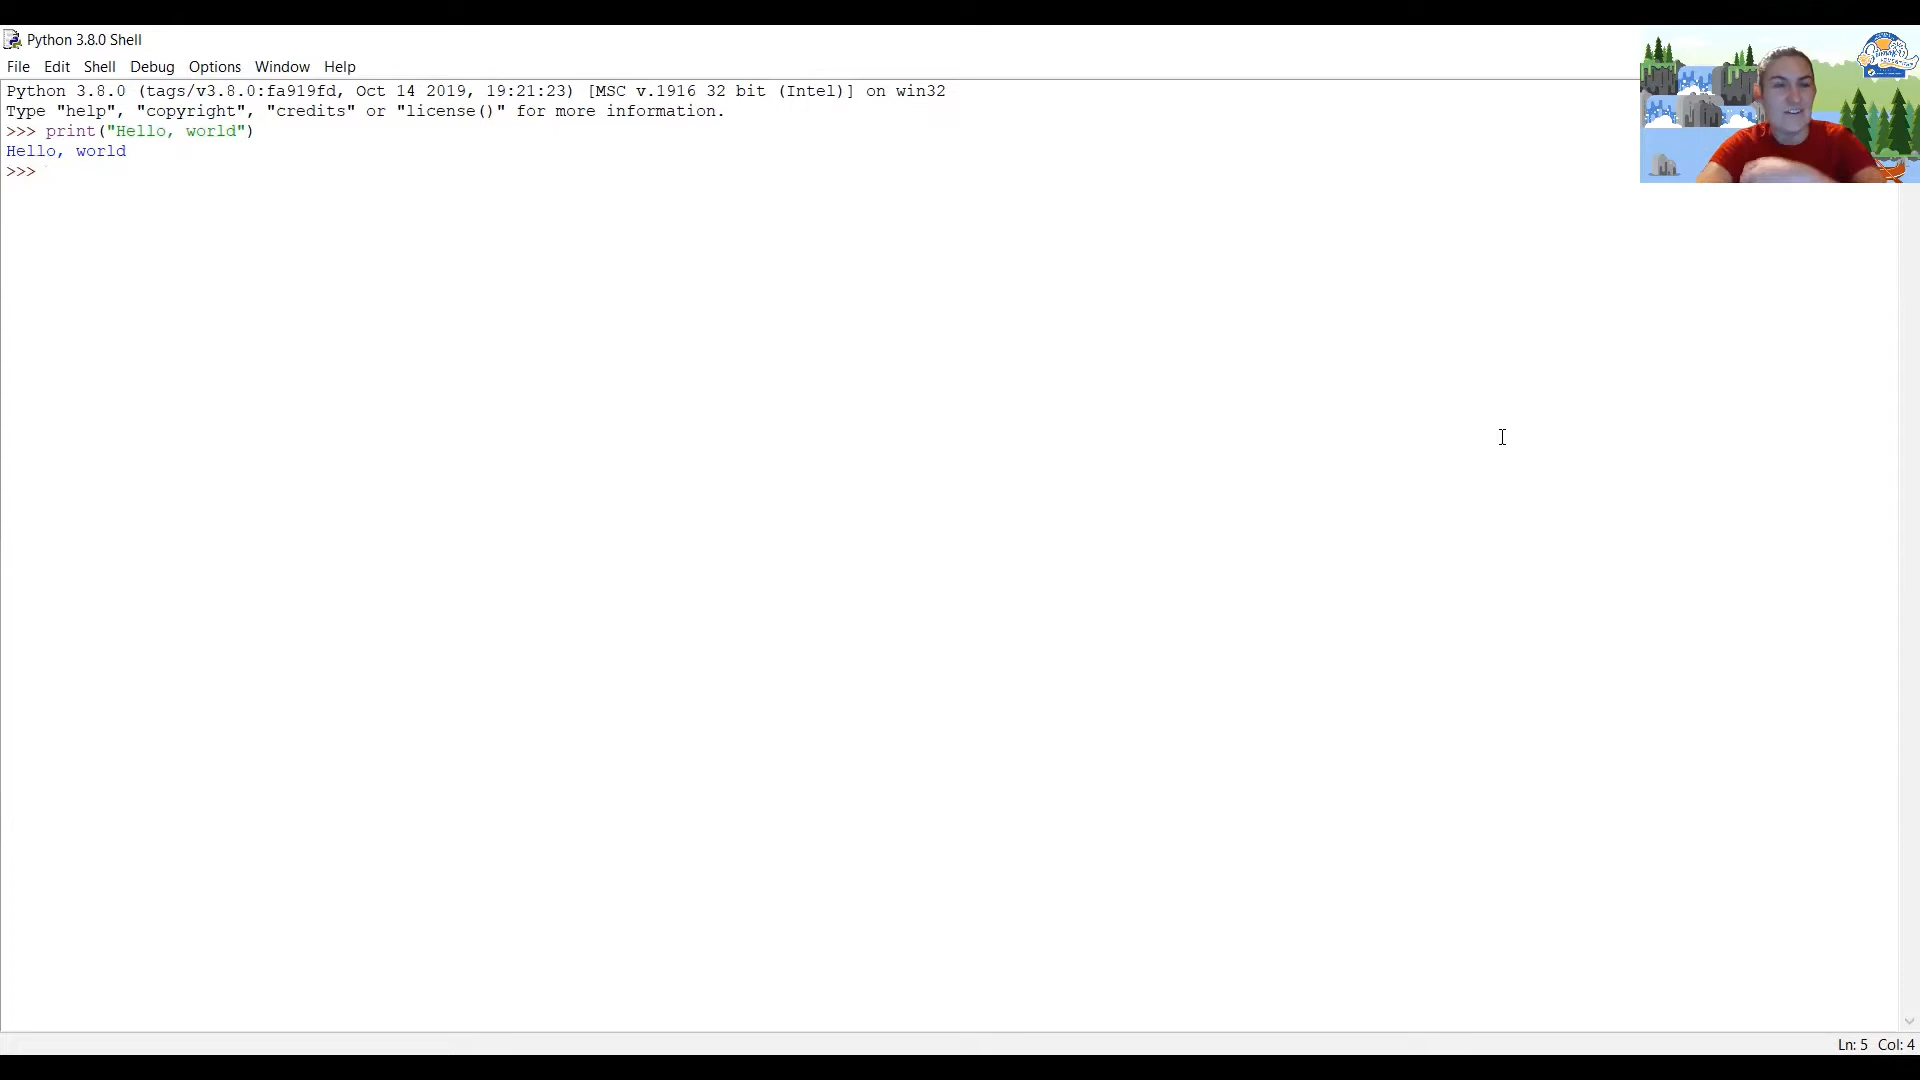 Python 3.8.0 Shell
File Edit Shell Debug Options Window Help
Python 3.8.0 (tags/v3.8.0:fa919fd, Oct 14 2019, 19:21:23) [MSC v.1916 32 bit (Intel)] on win32
Type "help", "copyright", "credits" or "license()" for more information.
>>> print("Hello, world")
Hello, world
>>>
Ln: 5 Col: 4